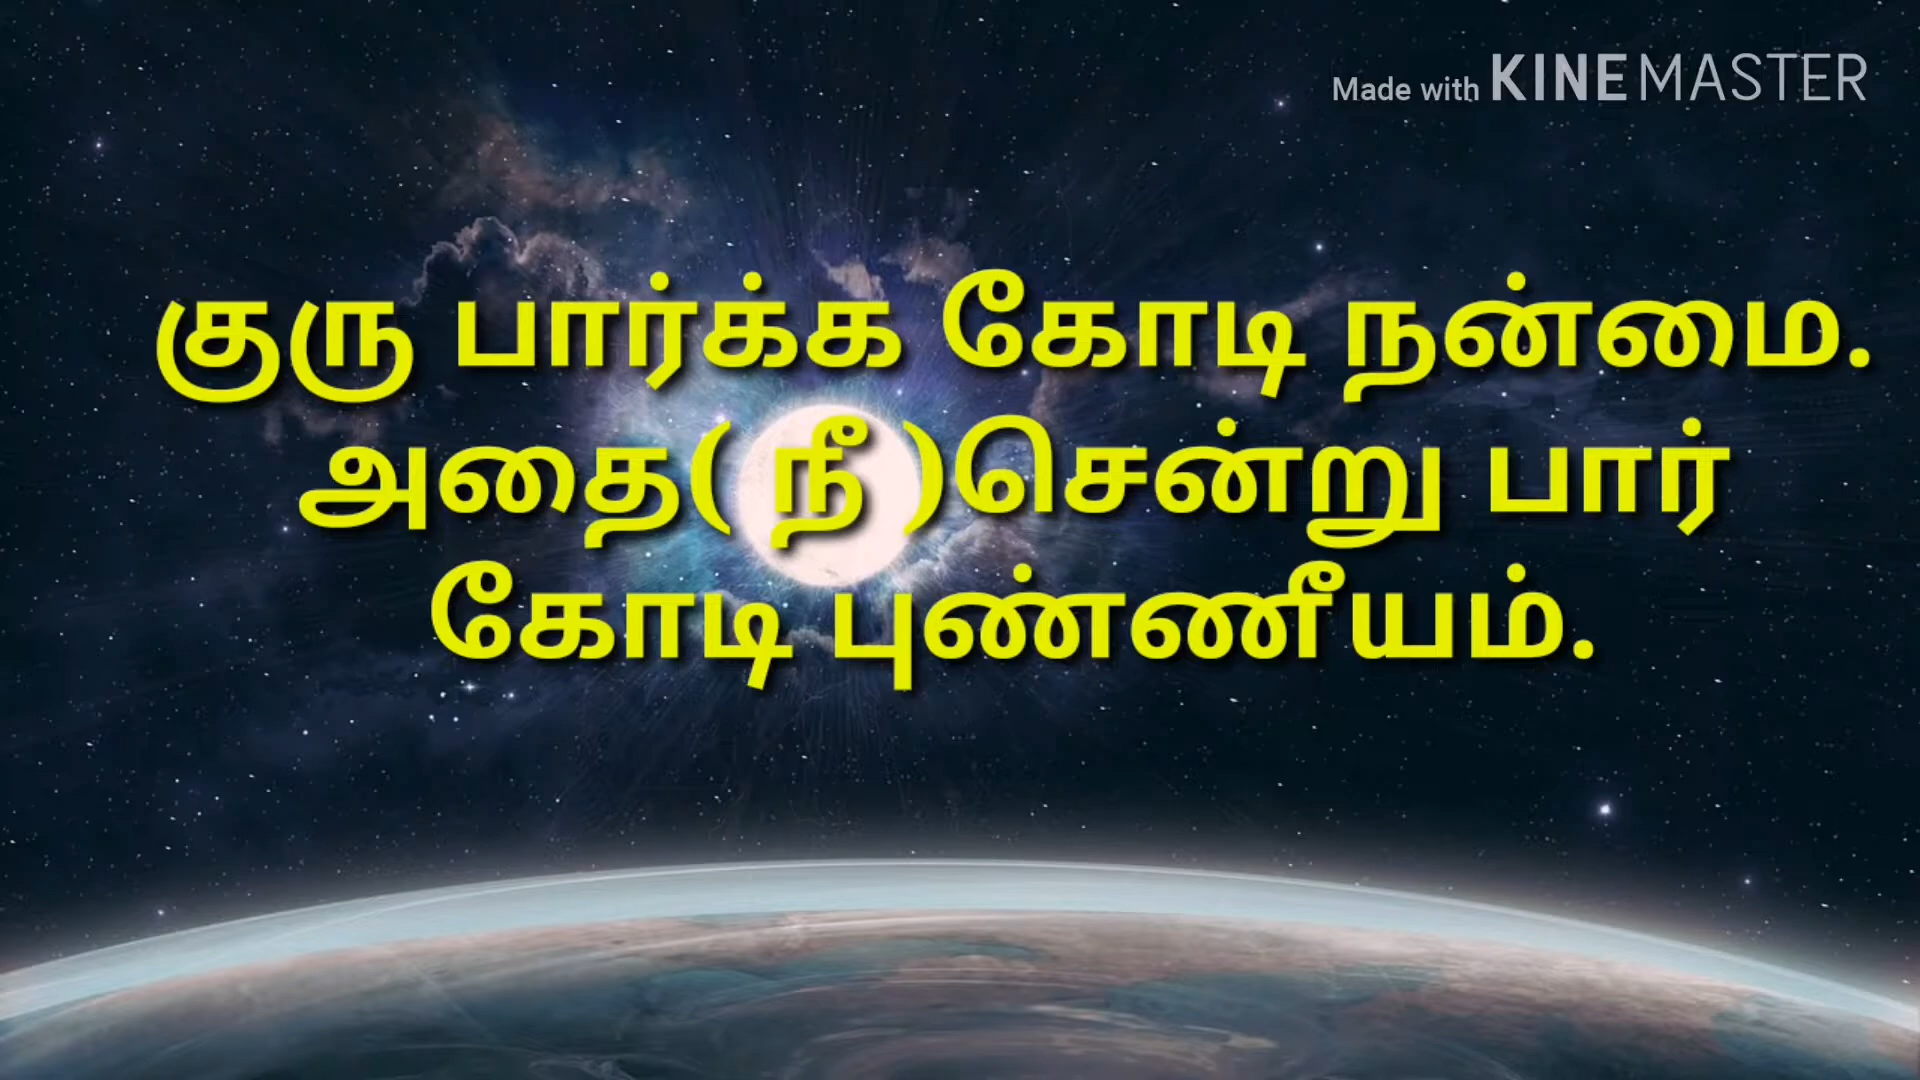 Made with KINEMASTER
குரு பார்க்க கோடி நன்மை.
அதை( நீ )சென்று பார்
கோடி புண்ணீயம்.